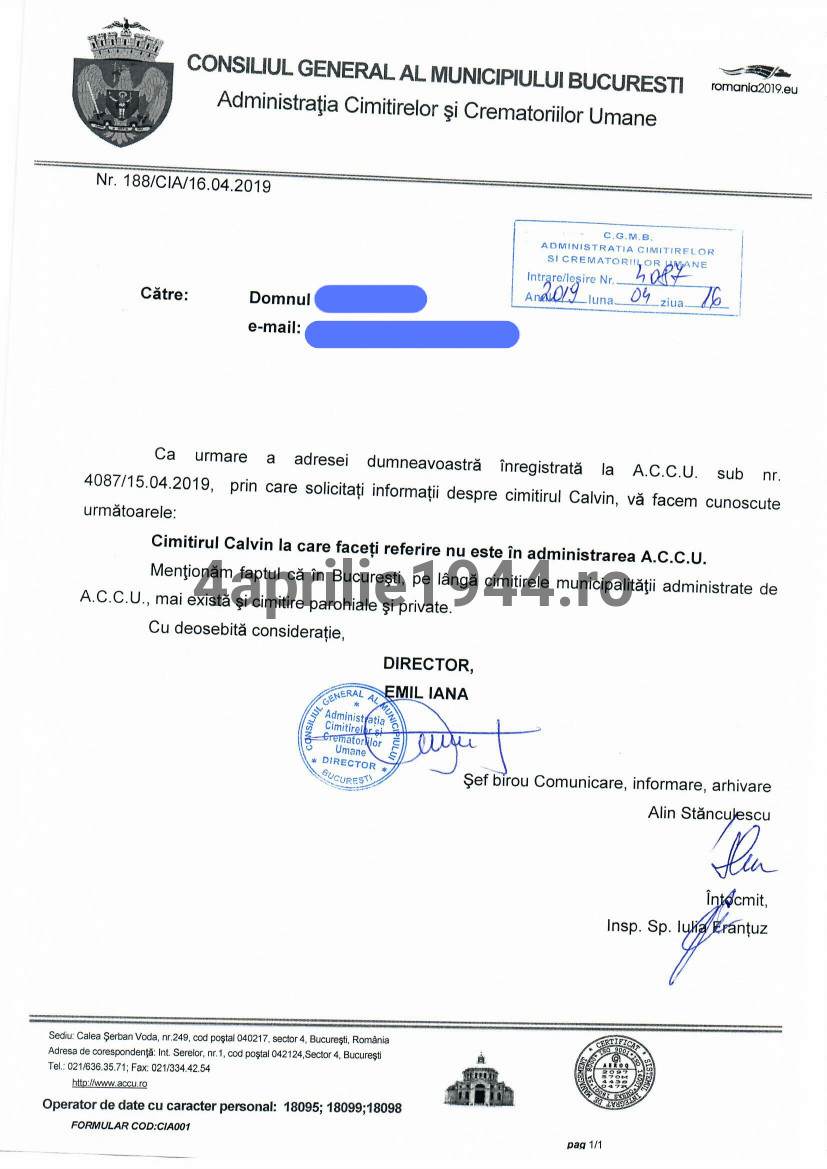 CONSILIUL GENERAL AL MUNICIPIULUI BUCURESTI
Administraţia Cimitirelor şi Crematoriilor Umane
romania2019.eu
Nr. 188/CIA/16.04.2019
C.G.M.B.
ADMINISTRATIA CIMITIRELOR
SI CREMATORIILOR UMANE
Intrare/Ieşire Nr. 4087
Anul 2019 luna 04 ziua 16
Către:
Domnul
e-mail:
Ca urmare a adresei dumneavoastră înregistrată la A.C.C.U. sub nr.
4087/15.04.2019, prin care solicitaţi informaţii despre cimitirul Calvin, vă facem cunoscute
următoarele:
Cimitirul Calvin la care faceţi referire nu este în administrarea A.C.C.U.
Menţionăm faptul că în Bucureşti, pe lângă cimitirele municipalităţii administrate de
A.C.C.U., mai există şi cimitire parohiale şi private.
4aprilie1944.ro
Cu deosebită consideraţie,
DIRECTOR,
EMIL IANA
CONSILIUL GENERAL AL MUNICIPIULUI
BUCUREŞTI
Administraţia
Cimitirelor şi
Crematoriilor
Umane
* DIRECTOR *
Şef birou Comunicare, informare, arhivare
Alin Stănculescu
Întocmit,
Insp. Sp. Iulia Franţuz
Sediu: Calea Şerban Voda, nr.249, cod poştal 040217, sector 4, Bucureşti, România
Adresa de corespondenţă: Int. Serelor, nr.1, cod poştal 042124,Sector 4, Bucureşti
Tel.: 021/636.35.71; Fax: 021/334.42.54
http://www.accu.ro
Operator de date cu caracter personal: 18095; 18099;18098
FORMULAR COD:CIA001
pag 1/1